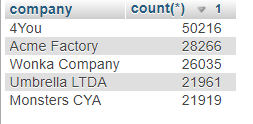 company count(*) 1
4You 50216
Acme Factory 28266
Wonka Company 26035
Umbrella LTDA 21961
Monsters CYA 21919